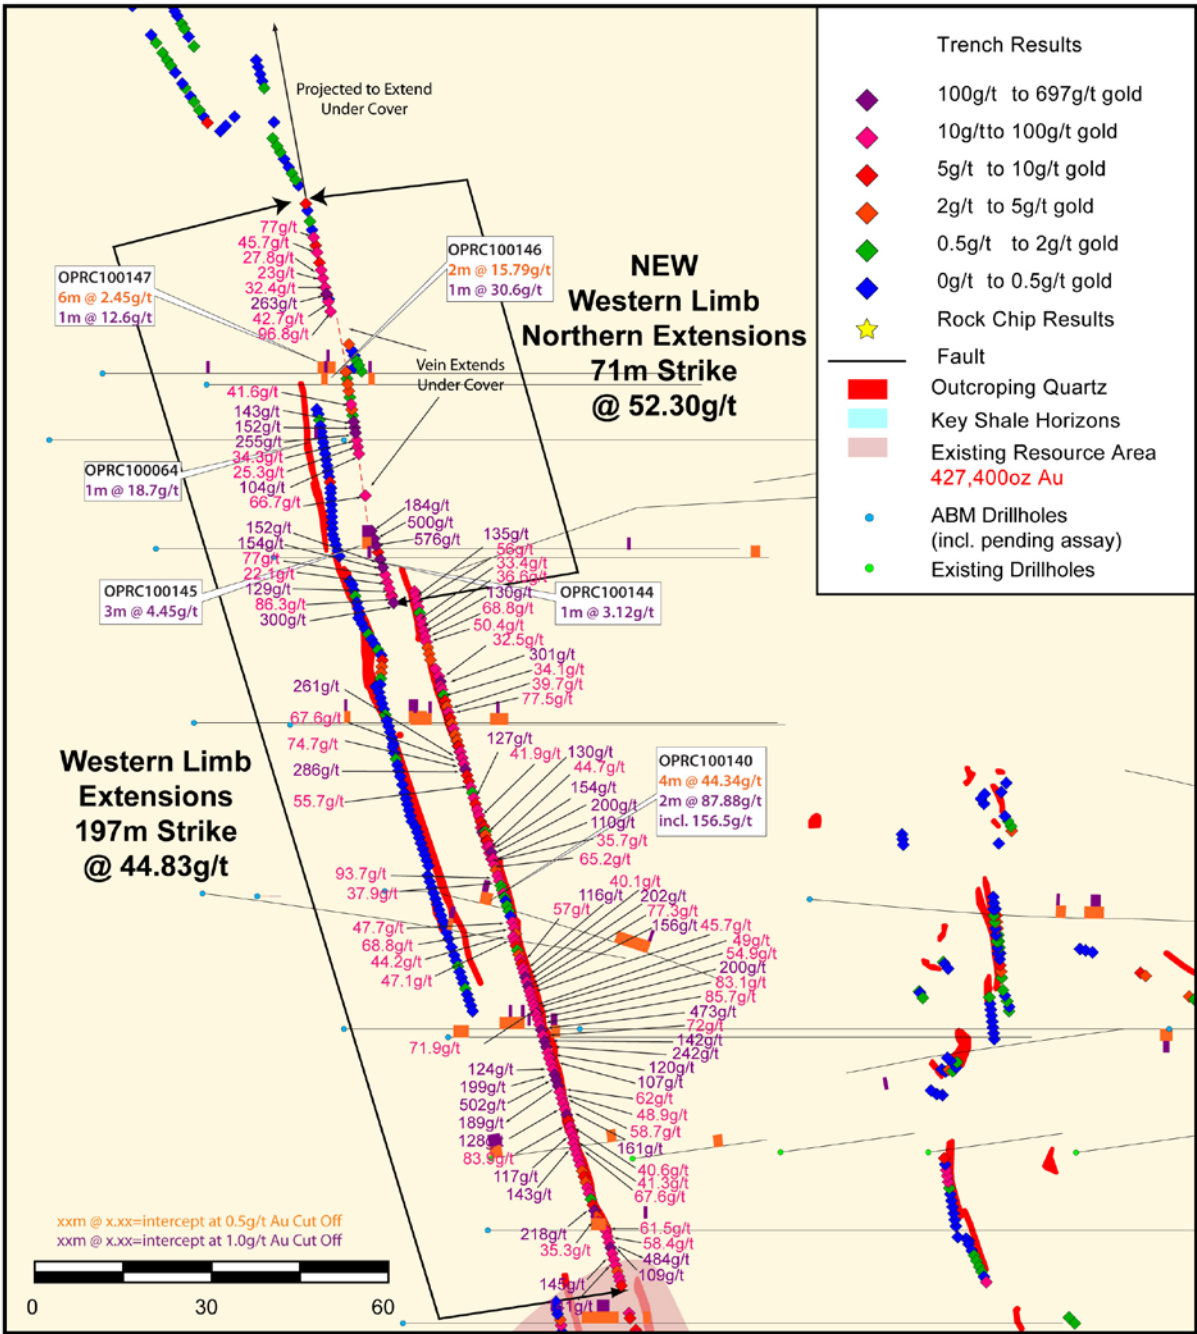 Projected to Extend
Under Cover
Trench Results
100g/t to 697g/t gold
10g/tto 100g/t gold
5g/t to 10g/t gold
2g/t to 5g/t gold
0.5g/t to 2g/t gold
0g/t to 0.5g/t gold
Rock Chip Results
Fault
Outcroping Quartz
Key Shale Horizons
Existing Resource Area
427,400oz Au
ABM Drillholes
(incl. pending assay)
Existing Drillholes
77g/t
45.7g/t
27.8g/t
23g/t
32.4g/t
263g/t
42.7g/t
96.8g/t
OPRC100147
6m @ 2.45g/t
1m @ 12.6g/t
OPRC100146
2m @ 15.79g/t
1m @ 30.6g/t
NEW
Western Limb
Northern Extensions
71m Strike
@ 52.30g/t
Vein Extends
Under Cover
41.6g/t
143g/t
152g/t
255g/t
34.3g/t
25.3g/t
104g/t
66.7g/t
OPRC100064
1m @ 18.7g/t
184g/t
500g/t
576g/t
152g/t
154g/t
77g/t
22.1g/t
129g/t
86.3g/t
300g/t
OPRC100145
3m @ 4.45g/t
OPRC100144
1m @ 3.12g/t
135g/t
56g/t
33.4g/t
36.6g/t
130g/t
68.8g/t
50.4g/t
32.5g/t
301g/t
34.1g/t
39.7g/t
77.5g/t
261g/t
67.6g/t
74.7g/t
286g/t
55.7g/t
Western Limb
Extensions
197m Strike
@ 44.83g/t
127g/t
41.9g/t
130g/t
44.7g/t
154g/t
200g/t
110g/t
35.7g/t
65.2g/t
OPRC100140
4m @ 44.34g/t
2m @ 87.88g/t
incl. 156.5g/t
93.7g/t
37.9g/t
47.7g/t
68.8g/t
44.2g/t
47.1g/t
40.1g/t
116g/t
202g/t
57g/t
77.3g/t
156g/t
45.7g/t
49g/t
54.9g/t
200g/t
83.1g/t
85.7g/t
473g/t
72g/t
142g/t
242g/t
120g/t
107g/t
62g/t
48.9g/t
58.7g/t
161g/t
40.6g/t
41.3g/t
67.6g/t
71.9g/t
124g/t
199g/t
502g/t
189g/t
128g/t
83.9g/t
117g/t
143g/t
218g/t
35.3g/t
61.5g/t
58.4g/t
484g/t
109g/t
145g/t
xxm @ x.xx=intercept at 0.5g/t Au Cut Off
xxm @ x.xx=intercept at 1.0g/t Au Cut Off
0 30 60